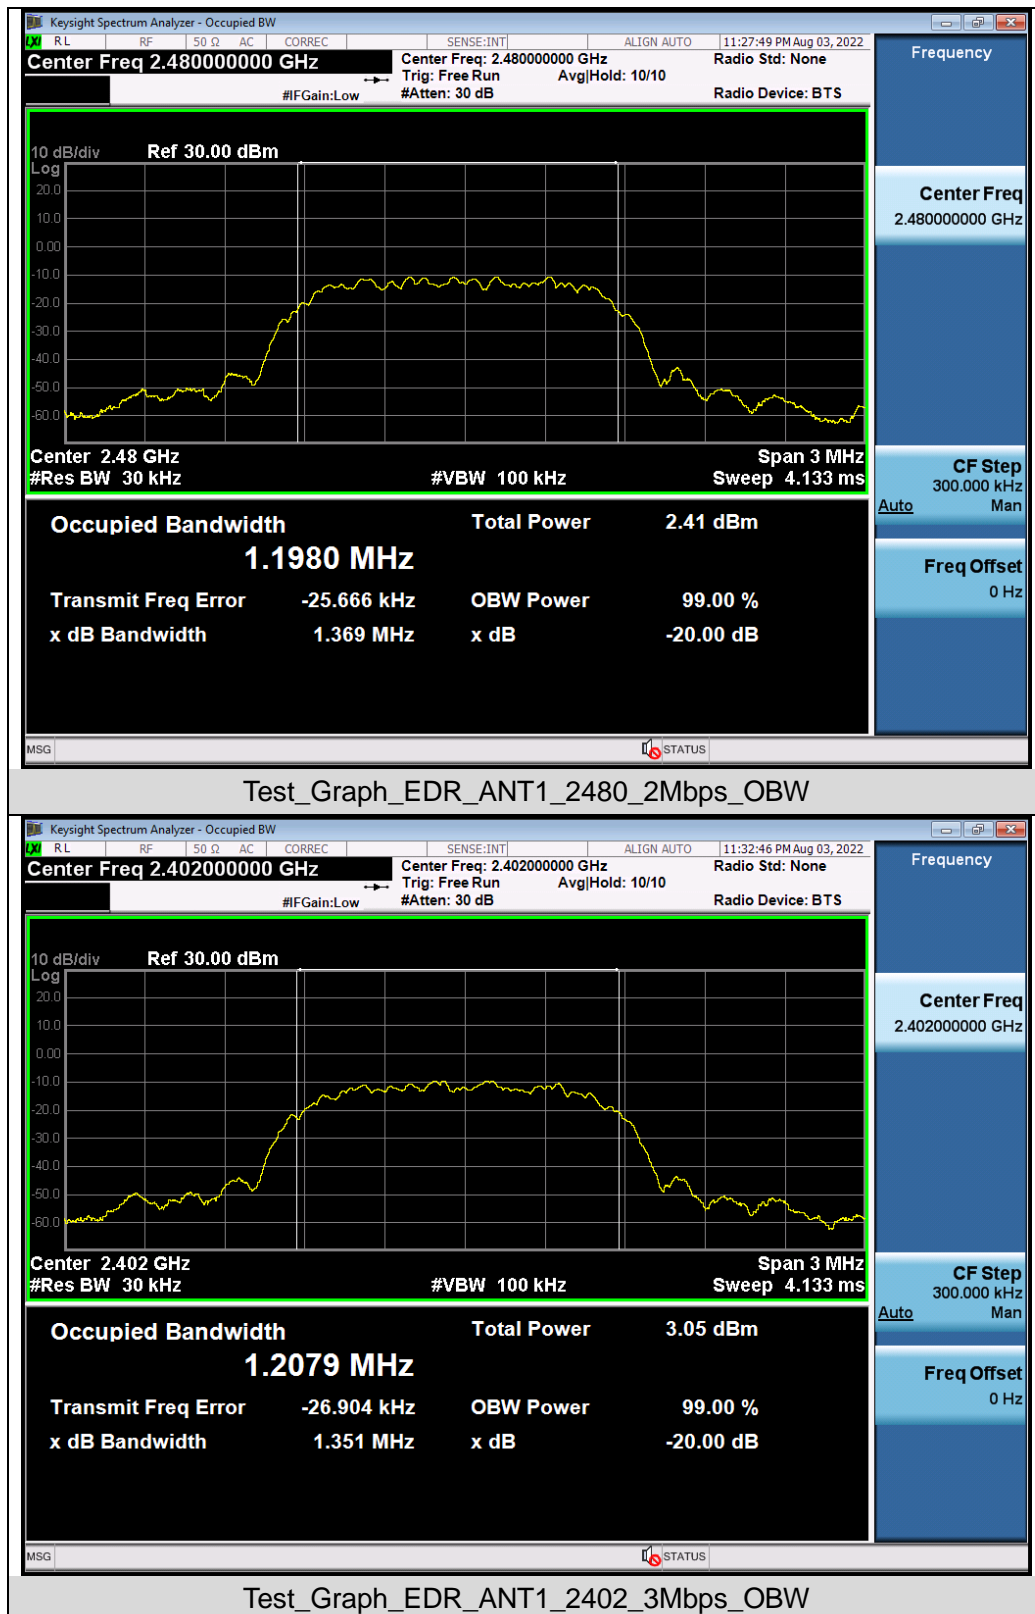 Keysight Spectrum Analyzer - Occupied BW
LXI RL RF 50 Ω AC CORREC SENSE:INT ALIGN AUTO 11:27:49 PM Aug 03, 2022
Center Freq 2.480000000 GHz Center Freq: 2.480000000 GHz Radio Std: None Frequency
Trig: Free Run Avg|Hold: 10/10
#IFGain:Low #Atten: 30 dB Radio Device: BTS
10 dB/div Ref 30.00 dBm
Log
20.0
10.0
0.00
-10.0
-20.0
-30.0
-40.0
-50.0
-60.0
Center Freq
2.480000000 GHz
Center 2.48 GHz Span 3 MHz
#Res BW 30 kHz #VBW 100 kHz Sweep 4.133 ms
CF Step
300.000 kHz
Auto Man
Occupied Bandwidth Total Power 2.41 dBm
1.1980 MHz
Transmit Freq Error -25.666 kHz OBW Power 99.00 %
x dB Bandwidth 1.369 MHz x dB -20.00 dB
Freq Offset
0 Hz
MSG STATUS
Test_Graph_EDR_ANT1_2480_2Mbps_OBW
Keysight Spectrum Analyzer - Occupied BW
LXI RL RF 50 Ω AC CORREC SENSE:INT ALIGN AUTO 11:32:46 PM Aug 03, 2022
Center Freq 2.402000000 GHz Center Freq: 2.402000000 GHz Radio Std: None Frequency
Trig: Free Run Avg|Hold: 10/10
#IFGain:Low #Atten: 30 dB Radio Device: BTS
10 dB/div Ref 30.00 dBm
Log
20.0
10.0
0.00
-10.0
-20.0
-30.0
-40.0
-50.0
-60.0
Center Freq
2.402000000 GHz
Center 2.402 GHz Span 3 MHz
#Res BW 30 kHz #VBW 100 kHz Sweep 4.133 ms
CF Step
300.000 kHz
Auto Man
Occupied Bandwidth Total Power 3.05 dBm
1.2079 MHz
Transmit Freq Error -26.904 kHz OBW Power 99.00 %
x dB Bandwidth 1.351 MHz x dB -20.00 dB
Freq Offset
0 Hz
MSG STATUS
Test_Graph_EDR_ANT1_2402_3Mbps_OBW